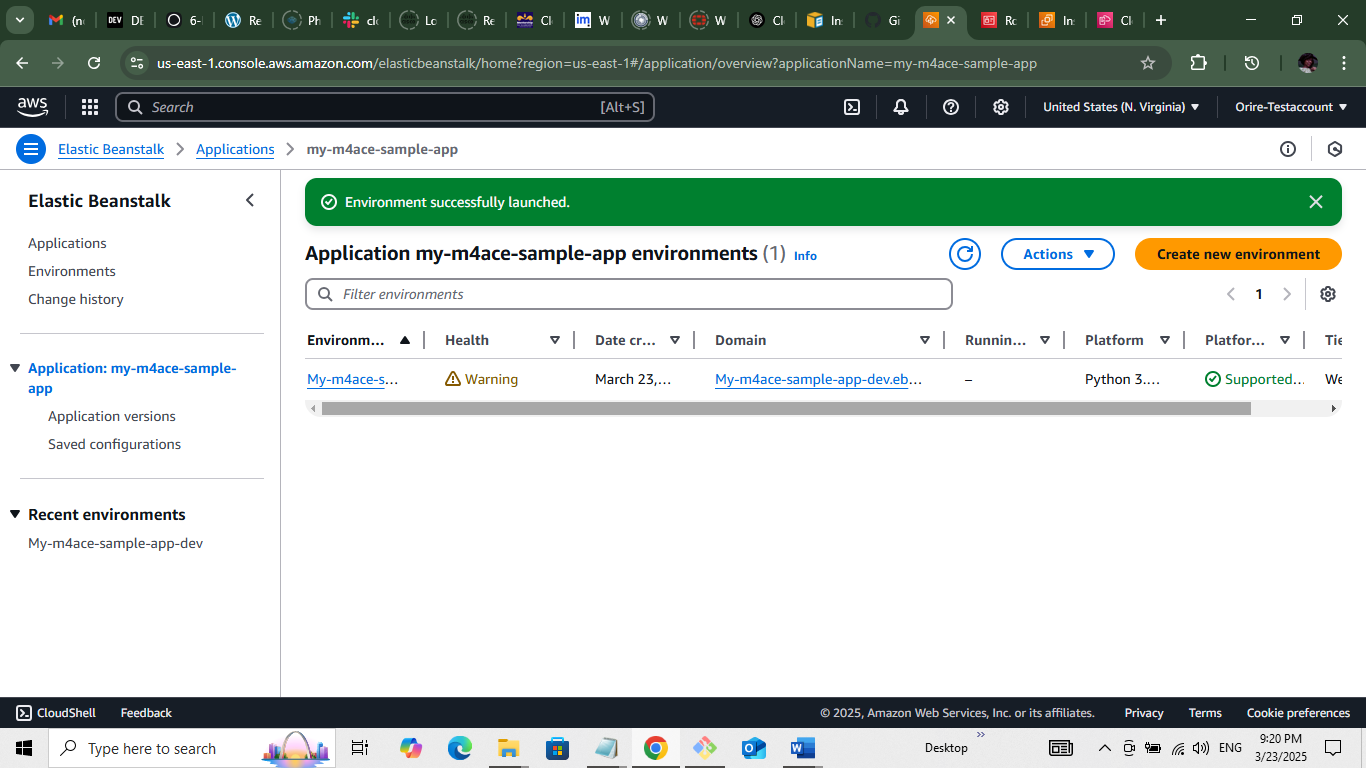 (n
DE
6-
Re
Ph
clo
Lo
Re
Cl
W
W
W
Cl
In
Gi
Ro
In
Cl
us-east-1.console.aws.amazon.com/elasticbeanstalk/home?region=us-east-1#/application/overview?applicationName=my-m4ace-sample-app
aws
Search
[Alt+S]
United States (N. Virginia)
Orire-Testaccount
Elastic Beanstalk
Applications
my-m4ace-sample-app
Elastic Beanstalk
Applications
Environments
Change history
Application: my-m4ace-sample-
app
Application versions
Saved configurations
Recent environments
My-m4ace-sample-app-dev
Environment successfully launched.
Application my-m4ace-sample-app environments (1) Info
Actions
Create new environment
Filter environments
1
Environm...
Health
Date cr...
Domain
Runnin...
Platform
Platfor...
Tie
My-m4ace-s...
Warning
March 23,...
My-m4ace-sample-app-dev.eb...
–
Python 3....
Supported...
We
CloudShell
Feedback
© 2025, Amazon Web Services, Inc. or its affiliates.
Privacy
Terms
Cookie preferences
Type here to search
Desktop
ENG
9:20 PM
3/23/2025